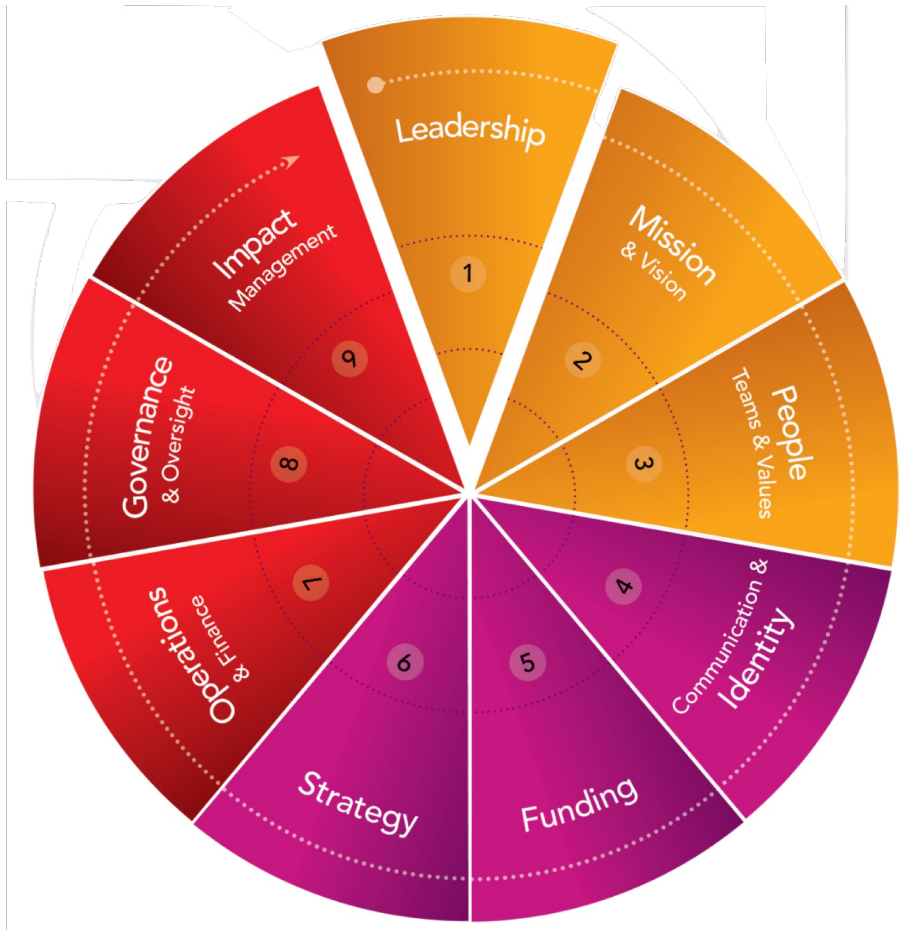 Leadership
1
Mission
& Vision
2
People
Teams & Values
3
Communication &
Identity
4
Funding
5
Strategy
6
Operations
& Finance
7
Governance
& Oversight
8
Impact
Management
9